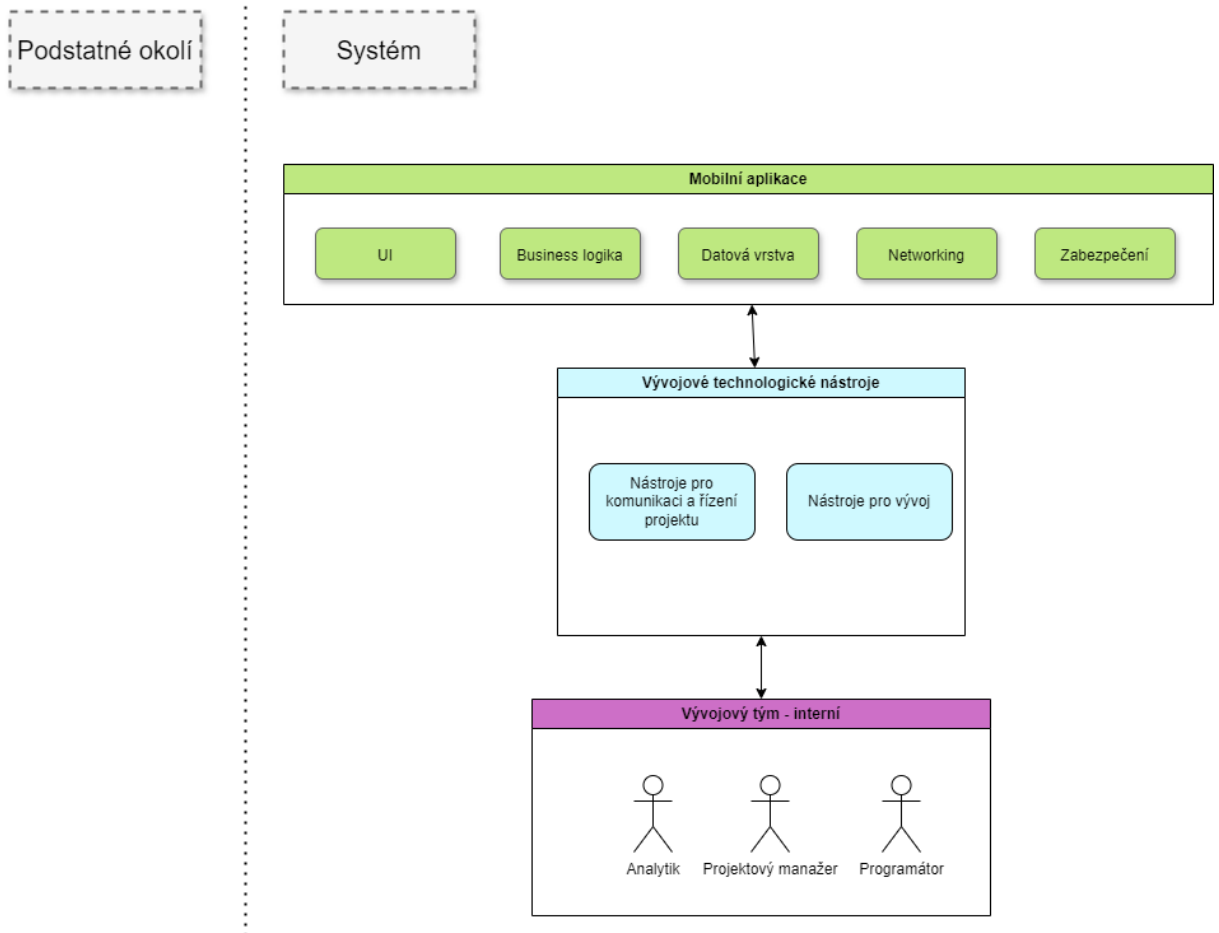 Podstatné okolí
Systém
Mobilní aplikace
UI
Business logika
Datová vrstva
Networking
Zabezpečení
Vývojové technologické nástroje
Nástroje pro
komunikaci a řízení
projektu
Nástroje pro vývoj
Vývojový tým - interní
Analytik
Projektový manažer
Programátor